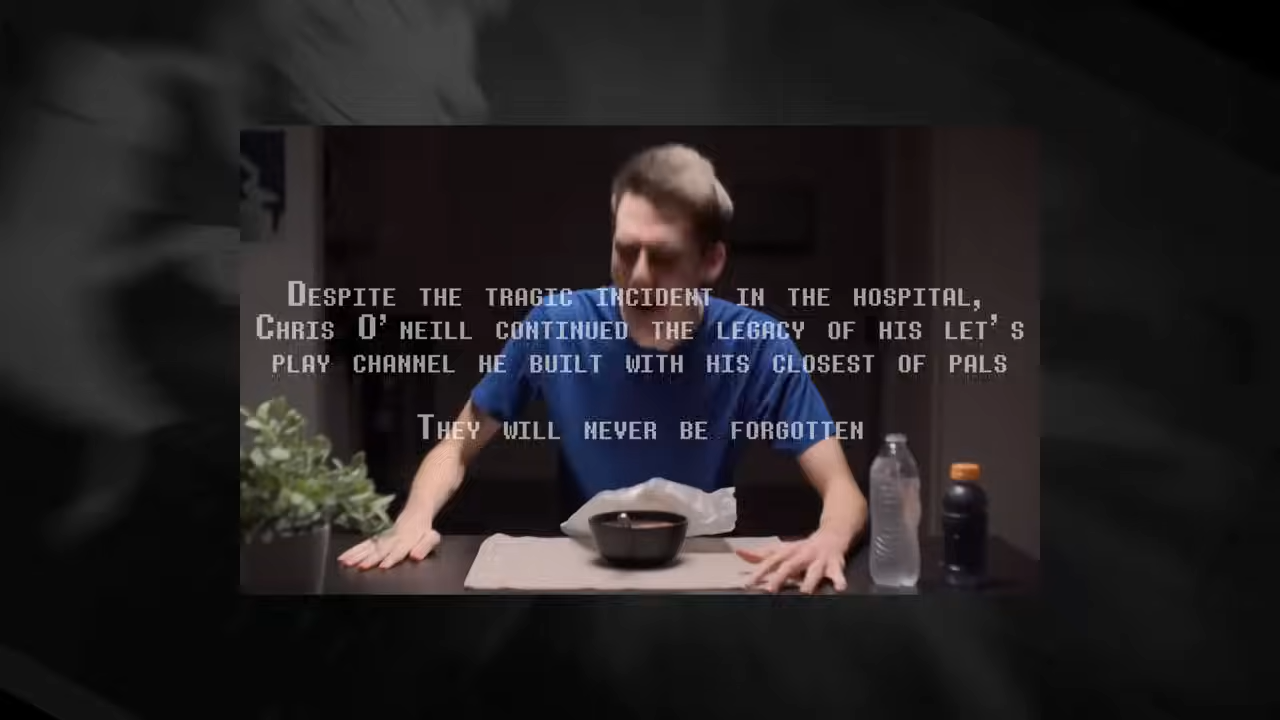 Despite the tragic incident in the hospital,
Chris O'neill continued the legacy of his let's
play channel he built with his closest of pals
They will never be forgotten